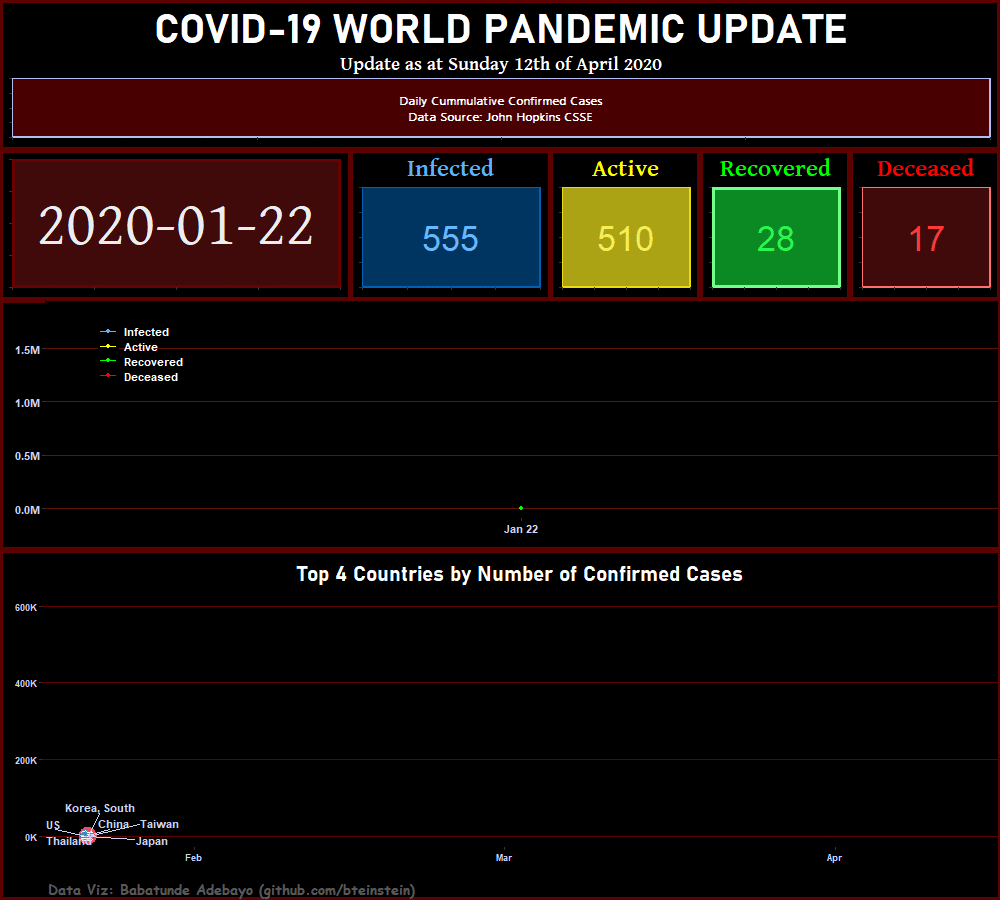 COVID-19 WORLD PANDEMIC UPDATE
Update as at Sunday 12th of April 2020
Daily Cummulative Confirmed Cases
Data Source: John Hopkins CSSE
2020-01-22
Infected
555
Active
510
Recovered
28
Deceased
17
Infected
Active
Recovered
Deceased
1.5M
1.0M
0.5M
0.0M
Jan 22
Top 4 Countries by Number of Confirmed Cases
600K
400K
200K
0K
Korea, South
US China Taiwan
Thailand Japan
Feb Mar Apr
Data Viz: Babatunde Adebayo (github.com/bteinstein)